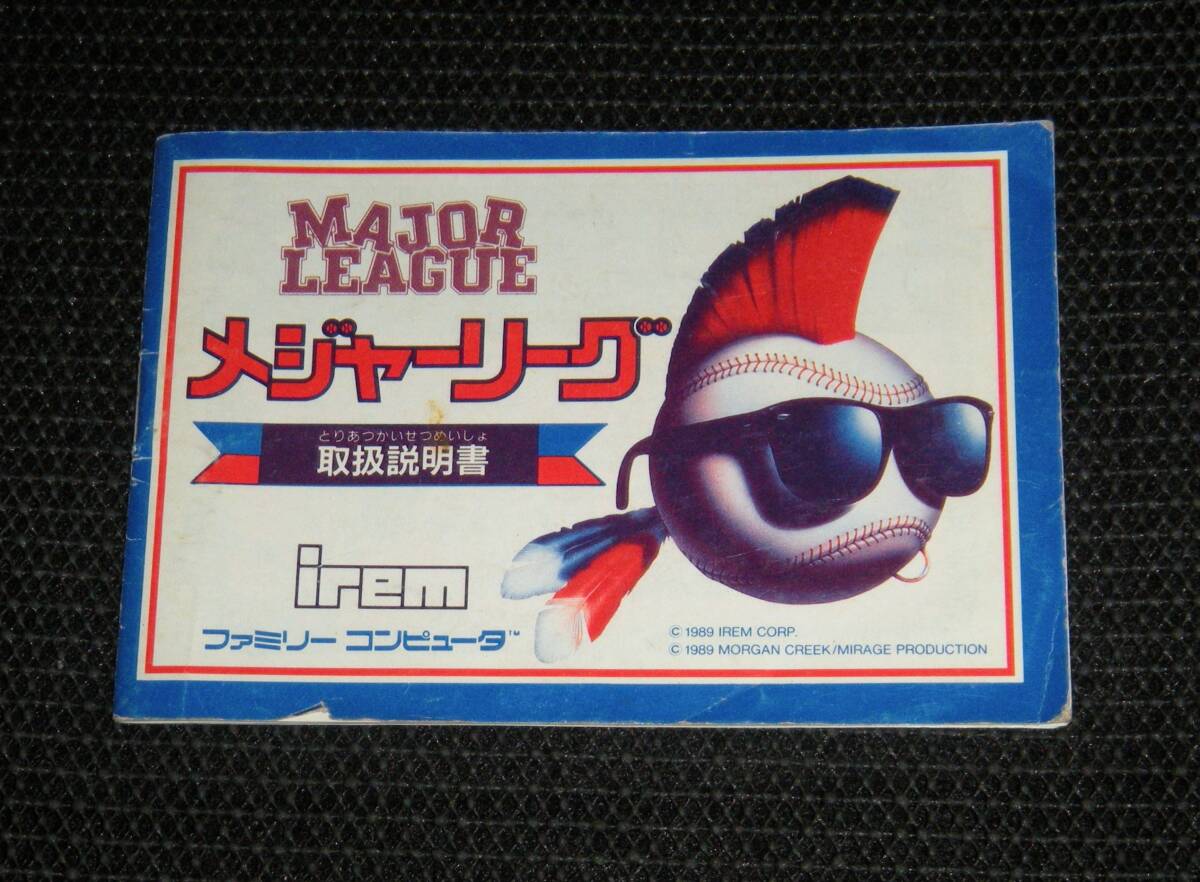 MAJOR
LEAGUE
メジャーリーグ
とりあつかいせつめいしょ
取扱説明書
irem
ファミリー コンピュータ™
© 1989 IREM CORP.
© 1989 MORGAN CREEK/MIRAGE PRODUCTION